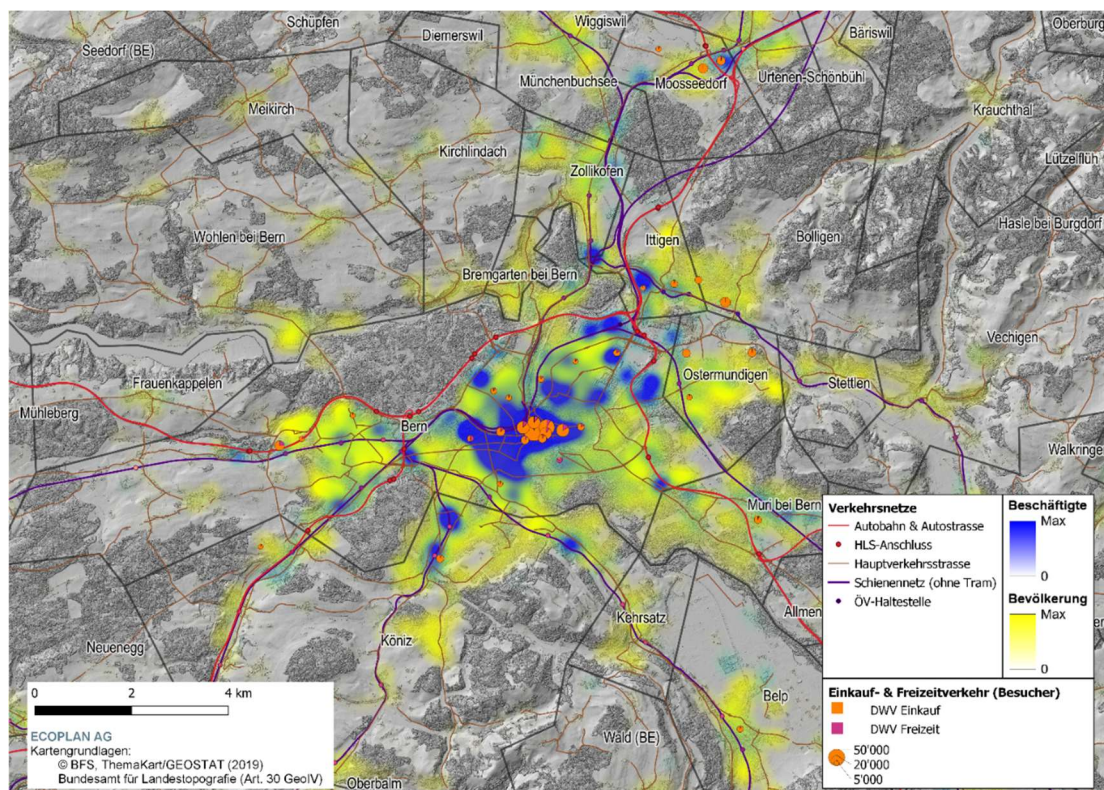 Schüpfen
Wiggiswil
Oberburg
Seedorf (BE)
Diemerswil
Bäriswil
Münchenbuchsee
Moosseedorf
Urtenen-Schönbühl
Meikirch
Krauchthal
Kirchlindach
Lützelflüh
Zollikofen
Hasle bei Burgdorf
Wohlen bei Bern
Ittigen
Bolligen
Bremgarten bei Bern
Vechigen
Frauenkappelen
Ostermundigen
Stettlen
Mühleberg
Bern
Walkringen
Muri bei Bern
Allmen
Kehrsatz
Köniz
Neuenegg
Belp
Wald (BE)
Oberbalm
Verkehrsnetze
Autobahn & Autostrasse
HLS-Anschluss
Hauptverkehrsstrasse
Schienennetz (ohne Tram)
ÖV-Haltestelle
Beschäftigte
Max
0
Bevölkerung
Max
0
Einkauf- & Freizeitverkehr (Besucher)
DWV Einkauf
DWV Freizeit
50'000
20'000
5'000
0 2 4 km
ECOPLAN AG
Kartengrundlagen:
© BFS, ThemaKart/GEOSTAT (2019)
Bundesamt für Landestopografie (Art. 30 GeoIV)